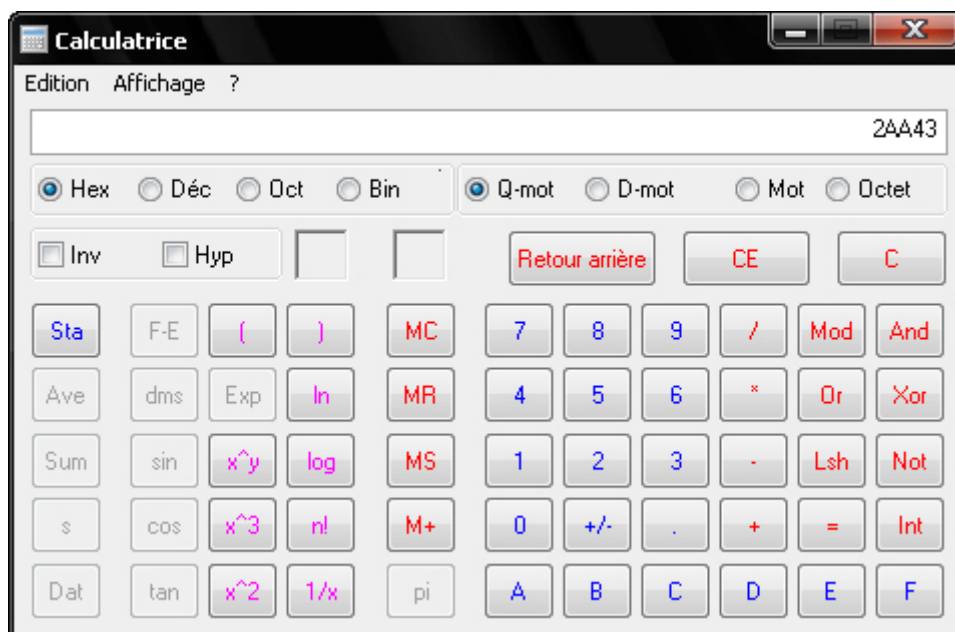 Calculatrice
Edition Affichage ?
2AA43
Hex Déc Oct Bin Q-mot D-mot Mot Octet
Inv Hyp Retour arrière CE C
Sta F-E ( ) MC 7 8 9 / Mod And
Ave dms Exp ln MR 4 5 6 * Or Xor
Sum sin x^y log MS 1 2 3 - Lsh Not
s cos x^3 n! M+ 0 +/- . + = Int
Dat tan x^2 1/x pi A B C D E F